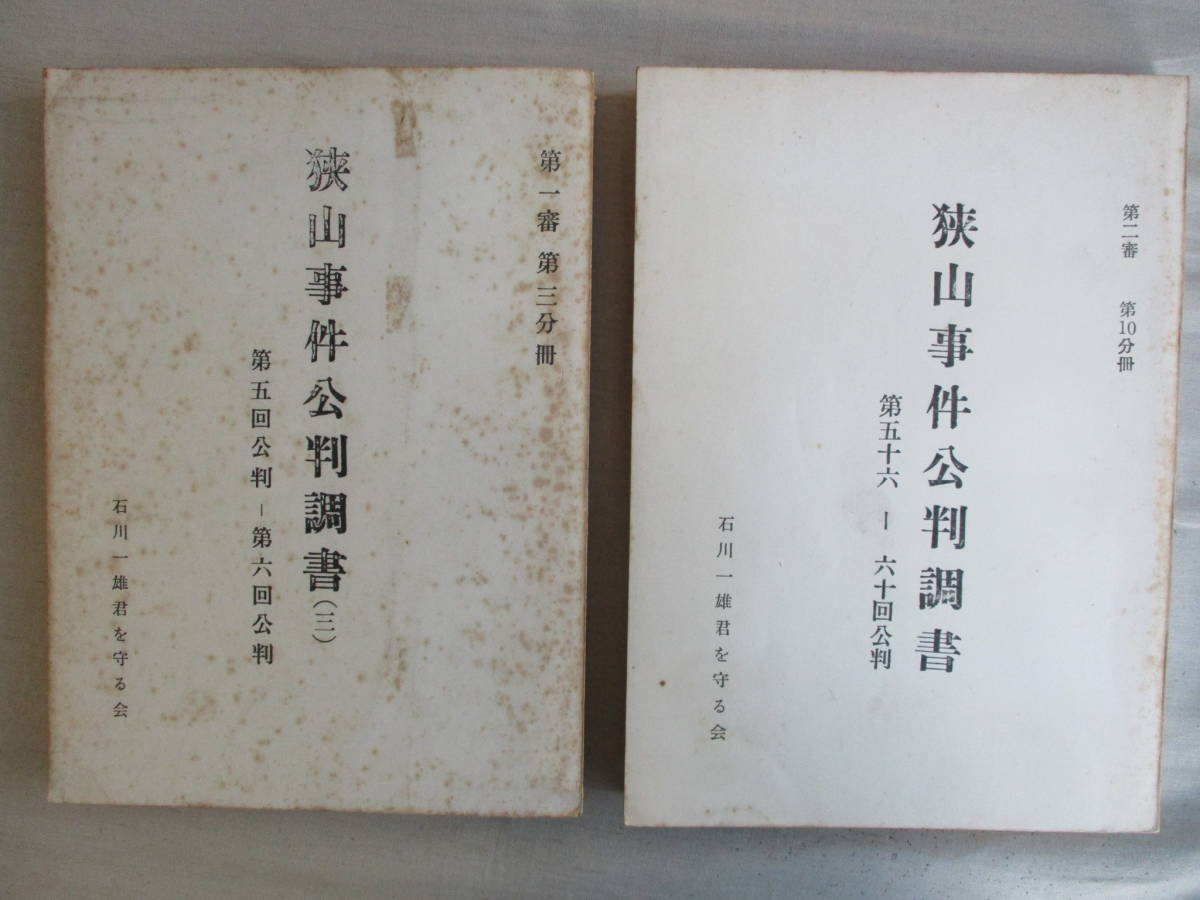 第一審 第三分冊
狭山事件公判調書(三)
第五回公判-第六回公判
石川一雄君を守る会
第二審 第10分冊
狭山事件公判調書
第五十六-六十回公判
石川一雄君を守る会